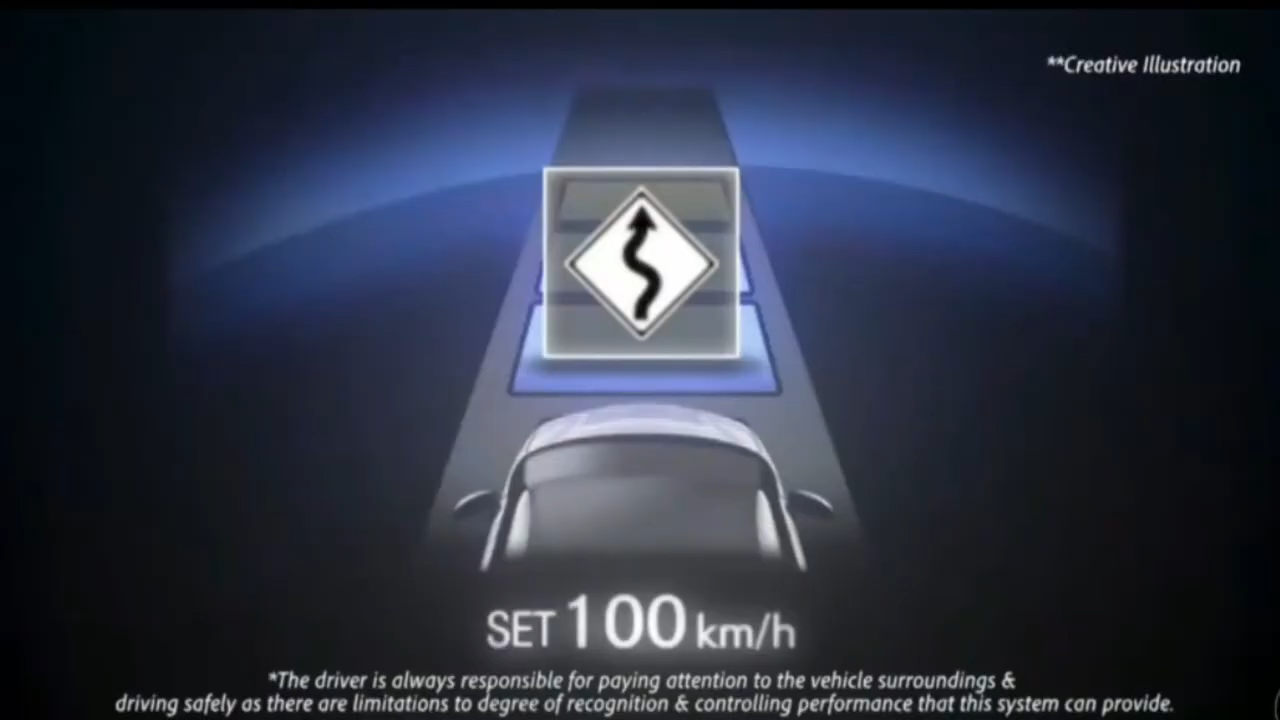 **Creative Illustration
SET 100 km/h
*The driver is always responsible for paying attention to the vehicle surroundings &
driving safely as there are limitations to degree of recognition & controlling performance that this system can provide.